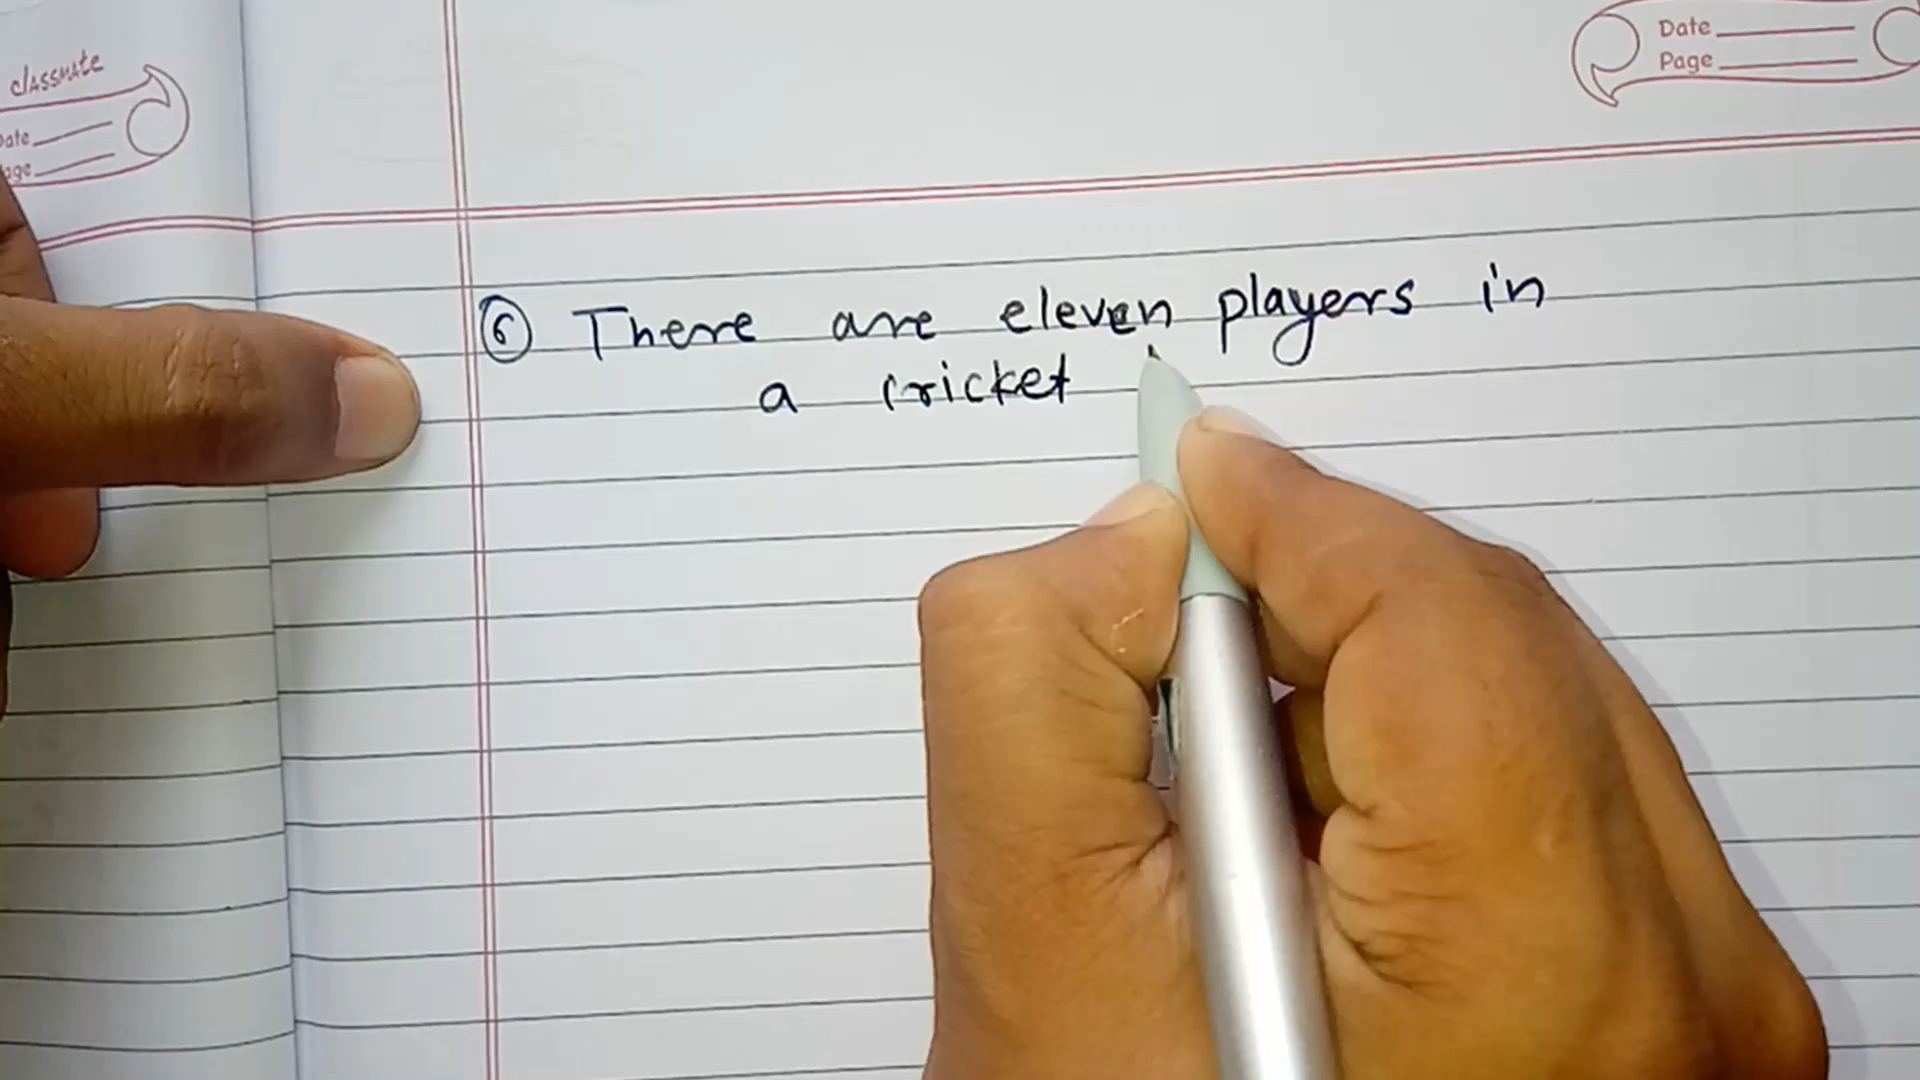 classmate
Date
Page
Date
Page
⑥ There are eleven players in
a cricket